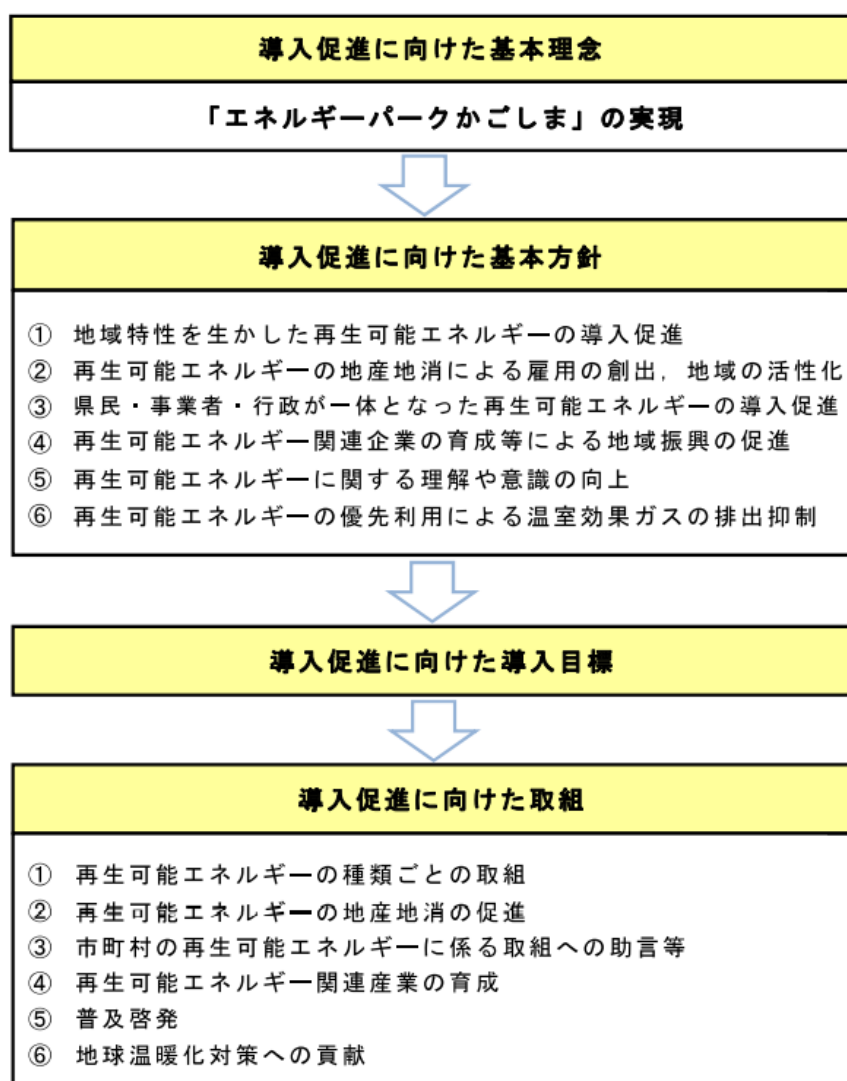 導入促進に向けた基本理念
「エネルギーパークかごしま」の実現
導入促進に向けた基本方針
① 地域特性を生かした再生可能エネルギーの導入促進
② 再生可能エネルギーの地産地消による雇用の創出，地域の活性化
③ 県民・事業者・行政が一体となった再生可能エネルギーの導入促進
④ 再生可能エネルギー関連企業の育成等による地域振興の促進
⑤ 再生可能エネルギーに関する理解や意識の向上
⑥ 再生可能エネルギーの優先利用による温室効果ガスの排出抑制
導入促進に向けた導入目標
導入促進に向けた取組
① 再生可能エネルギーの種類ごとの取組
② 再生可能エネルギーの地産地消の促進
③ 市町村の再生可能エネルギーに係る取組への助言等
④ 再生可能エネルギー関連産業の育成
⑤ 普及啓発
⑥ 地球温暖化対策への貢献